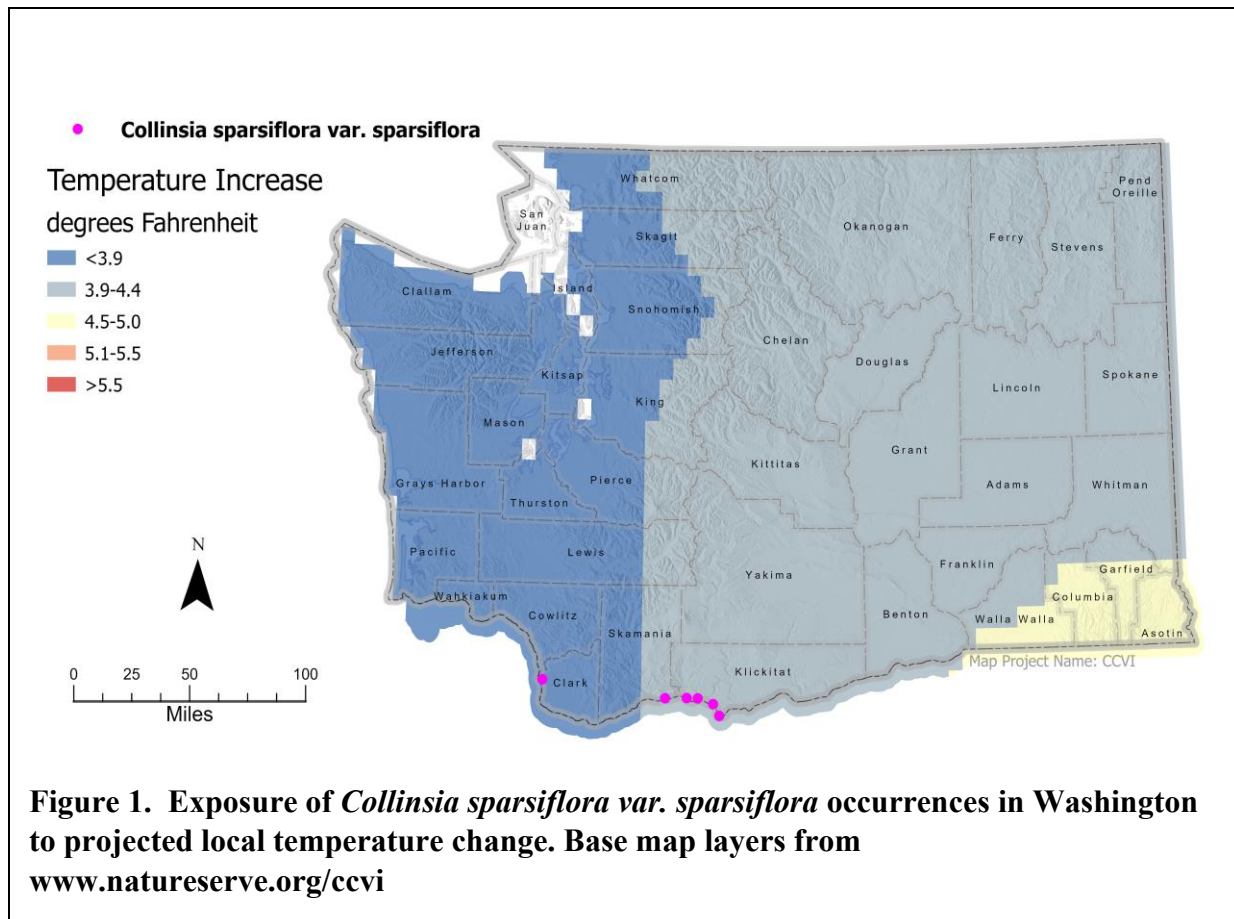 Collinsia sparsiflora var. sparsiflora
Temperature Increase
degrees Fahrenheit
<3.9
3.9-4.4
4.5-5.0
5.1-5.5
>5.5
Whatcom
Pend
Oreille
San
Juan
Skagit
Okanogan
Ferry
Stevens
Island
Clallam
Snohomish
Chelan
Jefferson
Douglas
Kitsap
Lincoln
Spokane
King
Mason
Grant
Kittitas
Grays Harbor
Pierce
Adams
Whitman
Thurston
Pacific
Lewis
Franklin
Garfield
Yakima
Wahkiakum
Columbia
Cowlitz
Benton
Walla Walla
Skamania
Asotin
Map Project Name: CCVI
Klickitat
Clark
N
0 25 50 100
Miles
Figure 1. Exposure of Collinsia sparsiflora var. sparsiflora occurrences in Washington
to projected local temperature change. Base map layers from
www.natureserve.org/ccvi